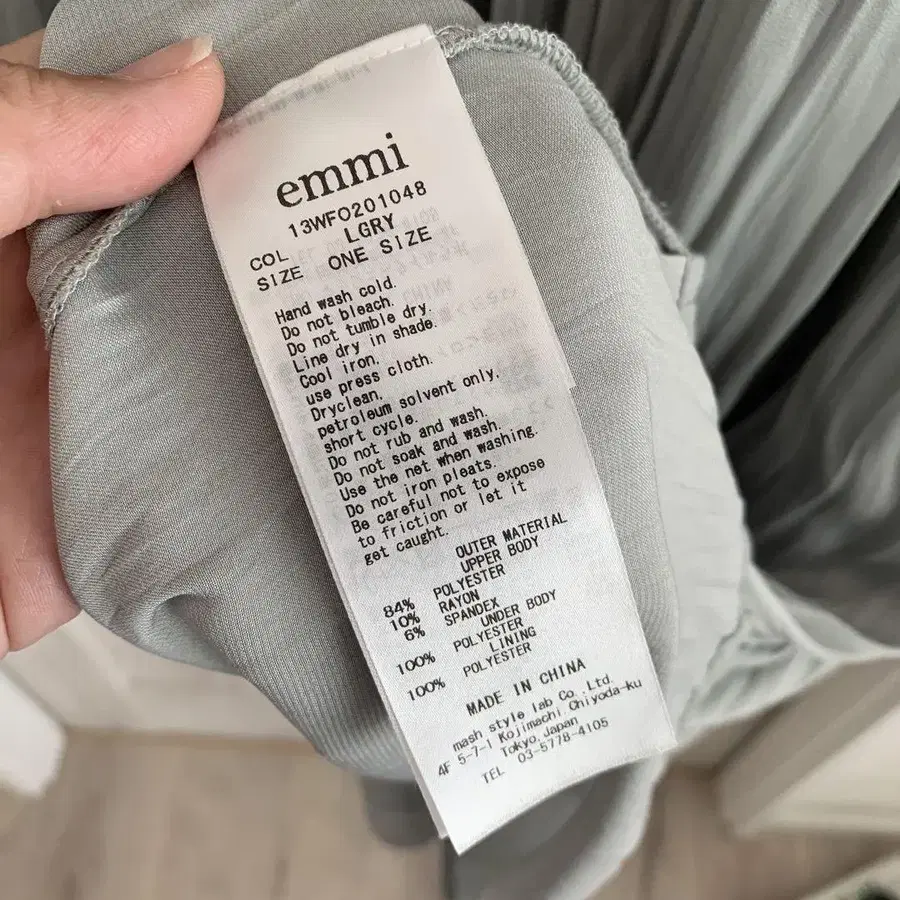 emmi
13WFO201048
COL LGRY
SIZE ONE SIZE
Hand wash cold.
Do not bleach.
Do not tumble dry.
Line dry in shade.
Cool iron.
use press cloth.
Dryclean.
petroleum solvent only,
short cycle.
Do not rub and wash.
Do not soak and wash.
Use the net when washing.
Do not iron pleats.
Be careful not to expose
to friction or let it
get caught.
OUTER MATERIAL
UPPER BODY
84% POLYESTER
10% RAYON
6% SPANDEX
UNDER BODY
100% POLYESTER
LINING
100% POLYESTER
MADE IN CHINA
mash style lab Co.,Ltd.
4F 5-7-1 Kojimachi Chiyoda-ku
Tokyo.Japan
TEL 03-5778-4105